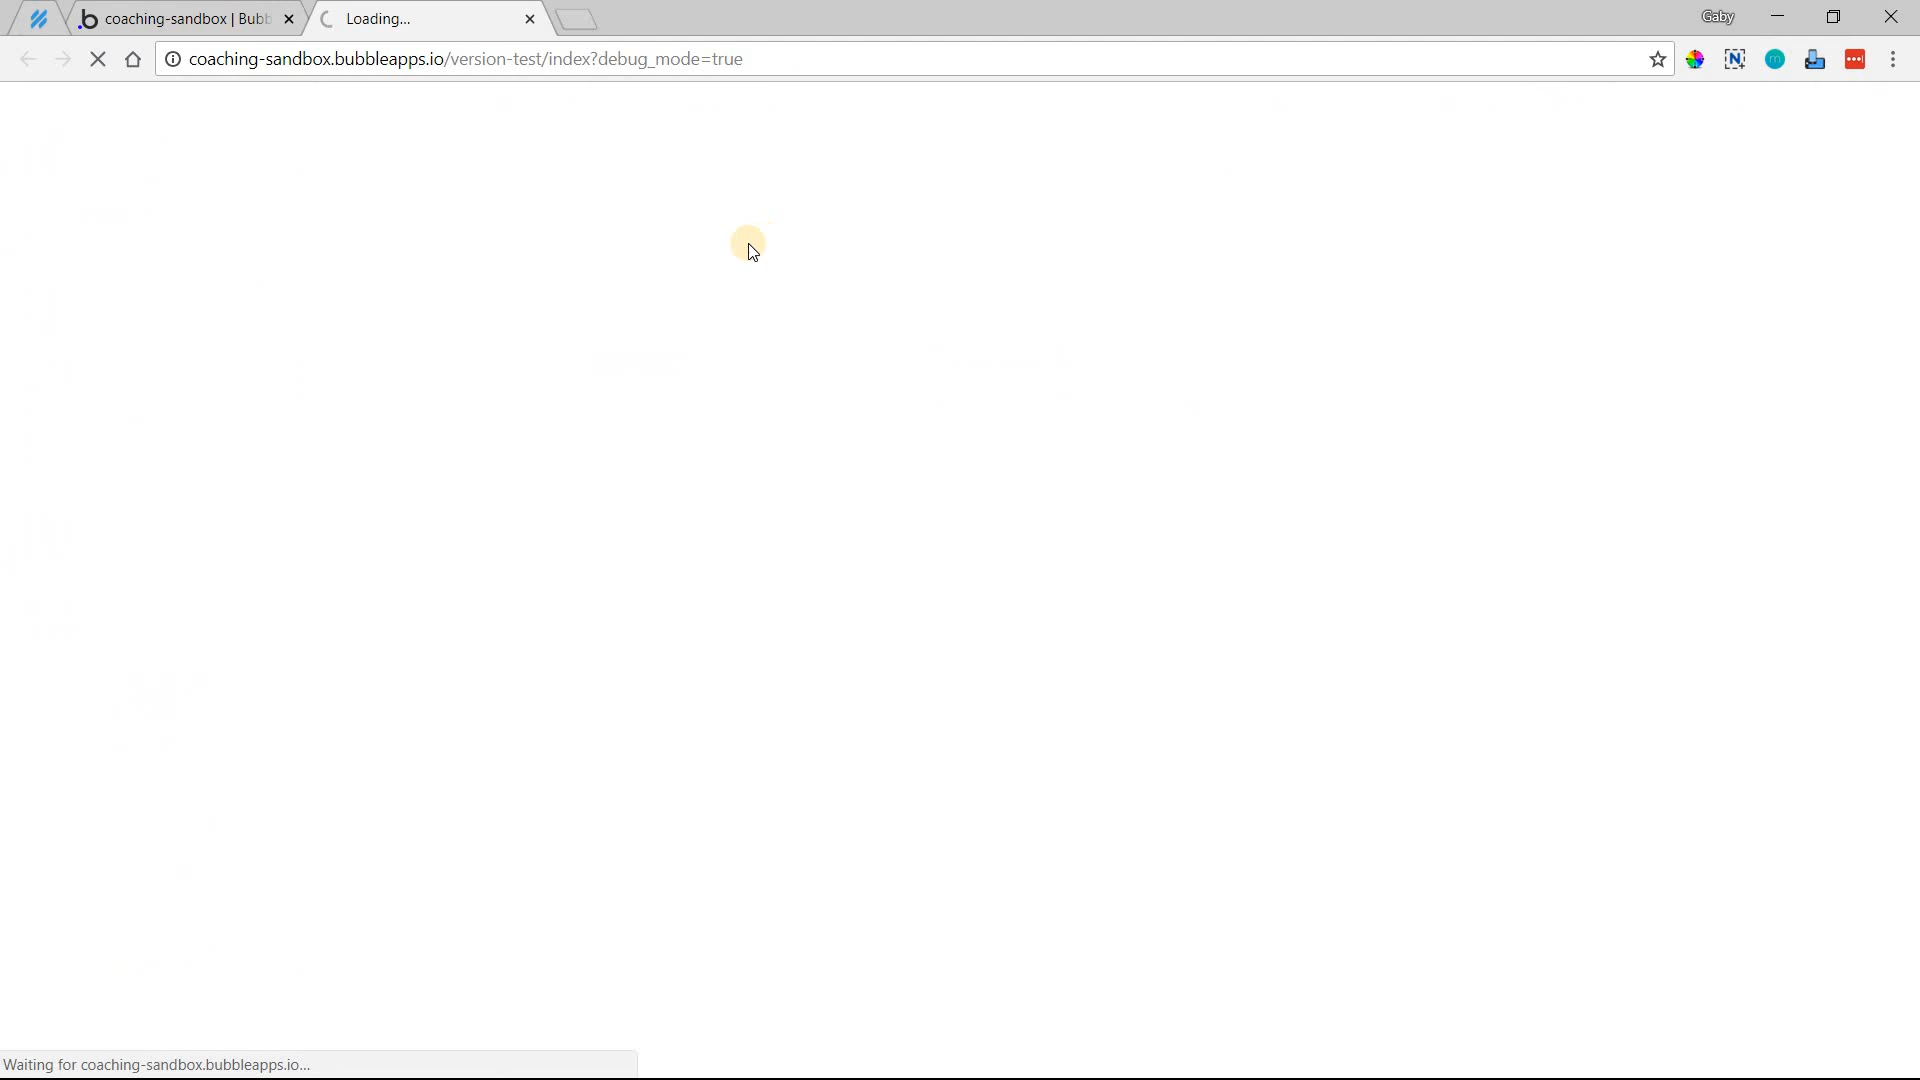 coaching-sandbox | Bubb
Loading...
Gaby
coaching-sandbox.bubbleapps.io/version-test/index?debug_mode=true
Waiting for coaching-sandbox.bubbleapps.io...